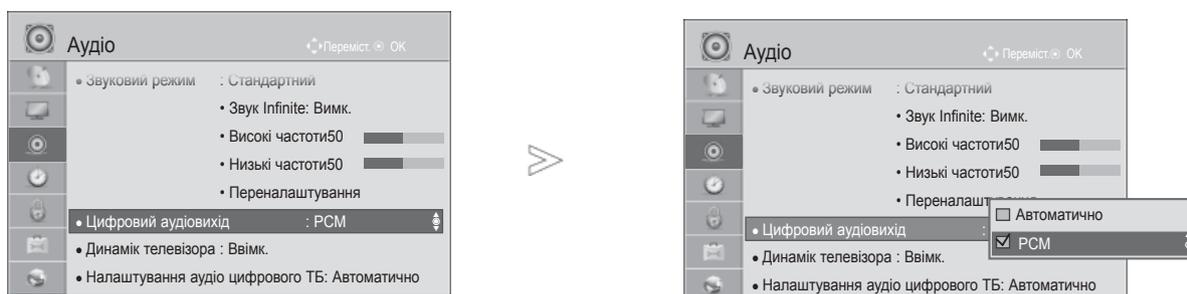 Аудіо
Переміст. OK
• Звуковий режим : Стандартний
• Звук Infinite: Вимк.
• Високі частоти50
• Низькі частоти50
• Переналаштування
• Цифровий аудіовихід : PCM
• Динамік телевізора : Ввімк.
• Налаштування аудіо цифрового ТБ: Автоматично
Аудіо
Переміст. OK
• Звуковий режим : Стандартний
• Звук Infinite: Вимк.
• Високі частоти50
• Низькі частоти50
• Цифровий аудіовихід :
Автоматично
PCM
• Динамік телевізора : Ввімк.
• Налаштування аудіо цифрового ТБ: Автоматично